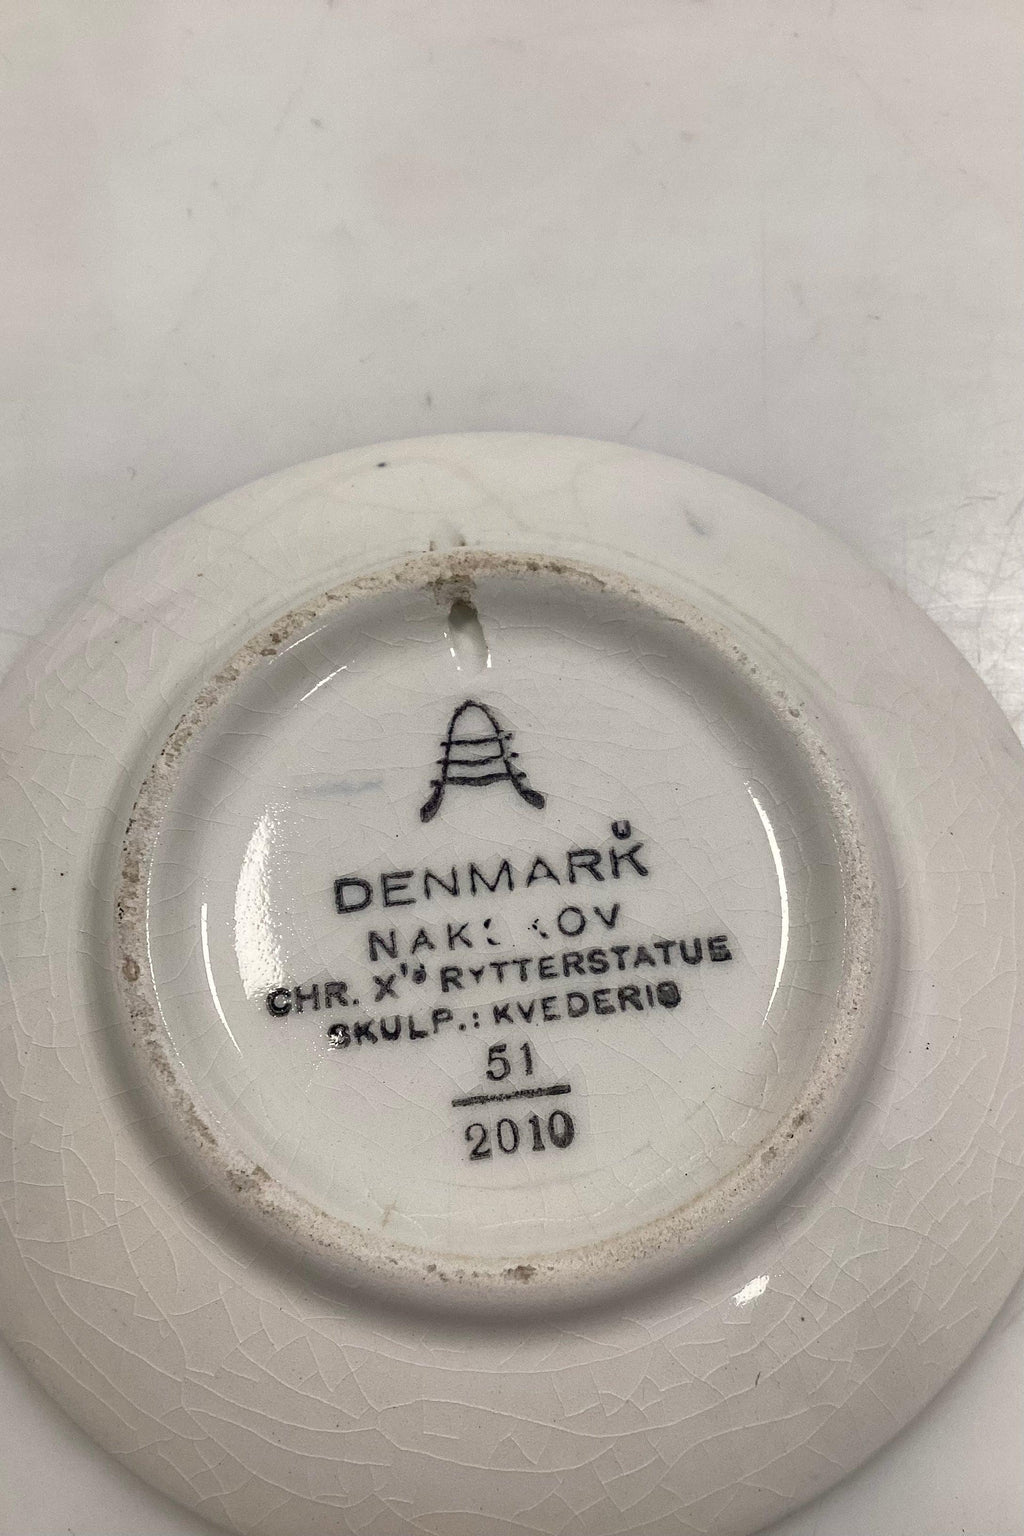 DENMARK
CHR. X's RYTTERSTATUE
SKULP.: KVEDERIS
51
2010